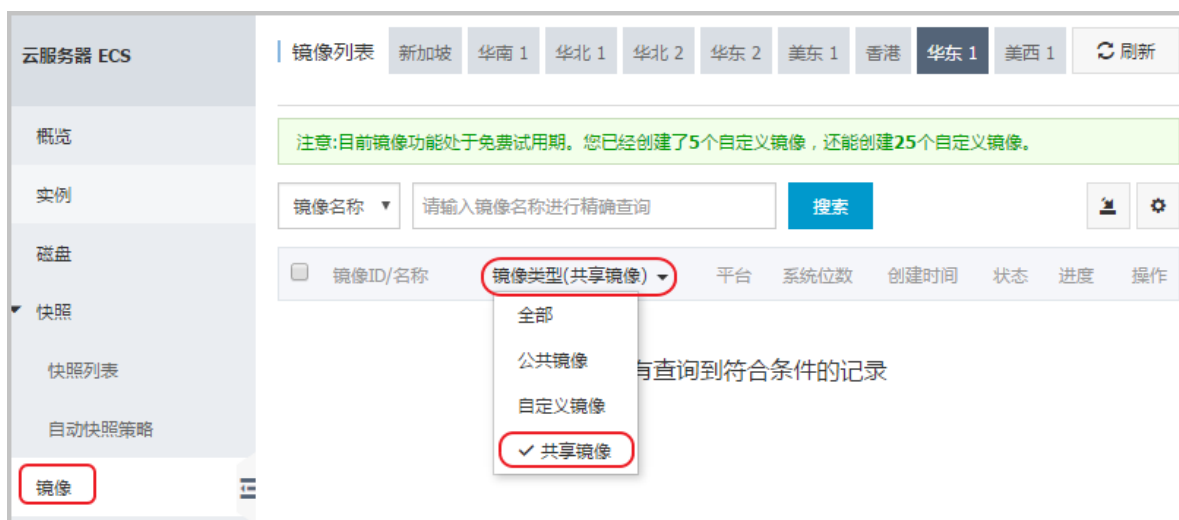 云服务器 ECS
概览
实例
磁盘
快照
快照列表
自动快照策略
镜像
镜像列表 新加坡 华南 1 华北 1 华北 2 华东 2 美东 1 香港 华东 1 美西 1 刷新
注意:目前镜像功能处于免费试用期。您已经创建了5个自定义镜像，还能创建25个自定义镜像。
镜像名称 请输入镜像名称进行精确查询 搜索
镜像ID/名称 镜像类型(共享镜像) 平台 系统位数 创建时间 状态 进度 操作
全部
公共镜像
自定义镜像
共享镜像
有查询到符合条件的记录